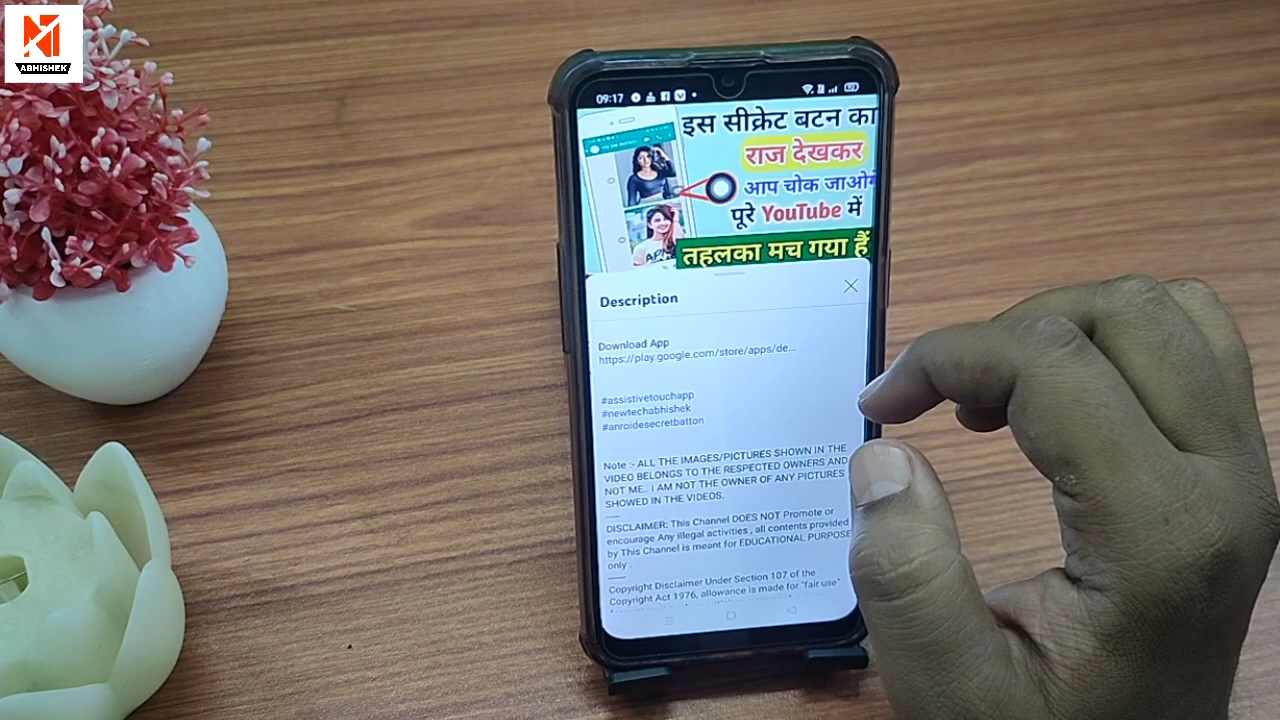 ABHISHEK
09:17
इस सीक्रेट बटन का
राज देखकर
आप चोक जाओगे
पूरे YouTube में
तहलका मच गया हैं
Description
Download App
https://play.google.com/store/apps/de...
#assistivetouchapp
#newtechabhishek
#anroidesecretbatton
Note :- ALL THE IMAGES/PICTURES SHOWN IN THE
VIDEO BELONGS TO THE RESPECTED OWNERS AND
NOT ME.. I AM NOT THE OWNER OF ANY PICTURES
SHOWED IN THE VIDEOS.
DISCLAIMER: This Channel DOES NOT Promote or
encourage Any illegal activities , all contents provided
by This Channel is meant for EDUCATIONAL PURPOSE
only .
Copyright Disclaimer Under Section 107 of the
Copyright Act 1976, allowance is made for "fair use"